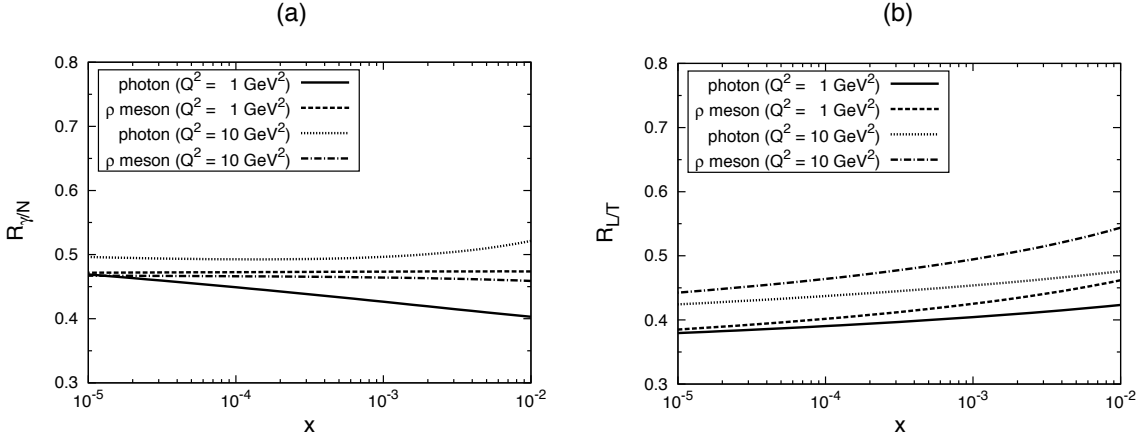 (a)
photon (Q² = 1 GeV²)
ρ meson (Q² = 1 GeV²)
photon (Q² = 10 GeV²)
ρ meson (Q² = 10 GeV²)
R_γ/N
0.8
0.7
0.6
0.5
0.4
0.3
10⁻⁵
10⁻⁴
10⁻³
10⁻²
x
(b)
photon (Q² = 1 GeV²)
ρ meson (Q² = 1 GeV²)
photon (Q² = 10 GeV²)
ρ meson (Q² = 10 GeV²)
R_L/T
0.8
0.7
0.6
0.5
0.4
0.3
10⁻⁵
10⁻⁴
10⁻³
10⁻²
x